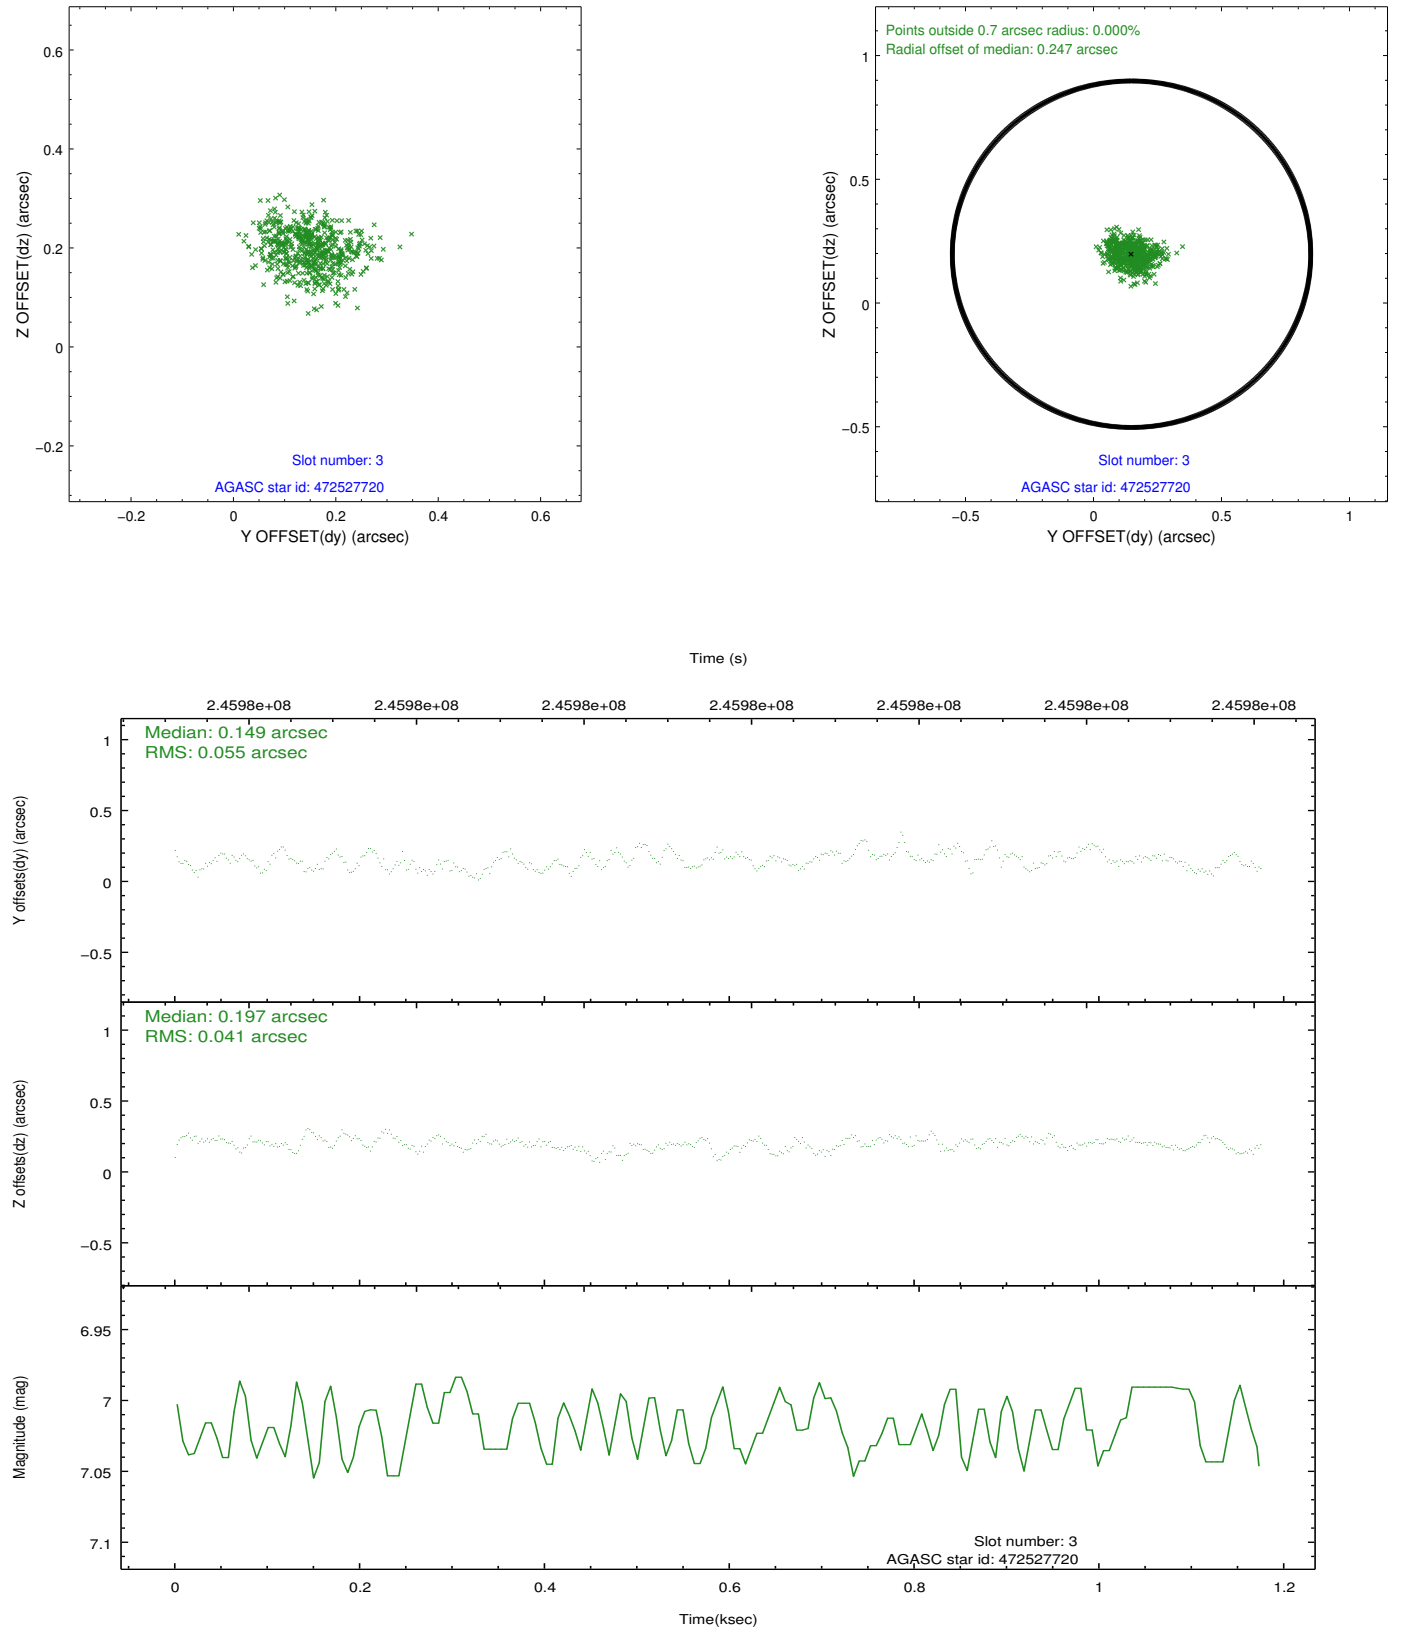 0.6
0.4
0.2
0
−0.2
Z OFFSET(dz) (arcsec)
Slot number: 3
AGASC star id: 472527720
−0.2
0
0.2
0.4
0.6
Y OFFSET(dy) (arcsec)
Points outside 0.7 arcsec radius: 0.000%
Radial offset of median: 0.247 arcsec
1
0.5
0
−0.5
Z OFFSET(dz) (arcsec)
Slot number: 3
AGASC star id: 472527720
−0.5
0
0.5
1
Y OFFSET(dy) (arcsec)
Time (s)
2.4598e+08 2.4598e+08 2.4598e+08 2.4598e+08 2.4598e+08 2.4598e+08 2.4598e+08
Median: 0.149 arcsec
RMS: 0.055 arcsec
1
0.5
0
−0.5
Y offsets(dy) (arcsec)
Median: 0.197 arcsec
RMS: 0.041 arcsec
1
0.5
0
−0.5
Z offsets(dz) (arcsec)
6.95
7
7.05
7.1
Magnitude (mag)
Slot number: 3
AGASC star id: 472527720
0 0.2 0.4 0.6 0.8 1 1.2
Time(ksec)